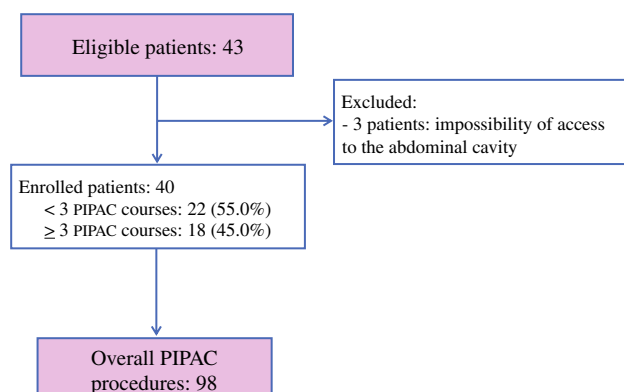 Eligible patients: 43
Excluded:
- 3 patients: impossibility of access
to the abdominal cavity
Enrolled patients: 40
< 3 PIPAC courses: 22 (55.0%)
≥ 3 PIPAC courses: 18 (45.0%)
Overall PIPAC
procedures: 98